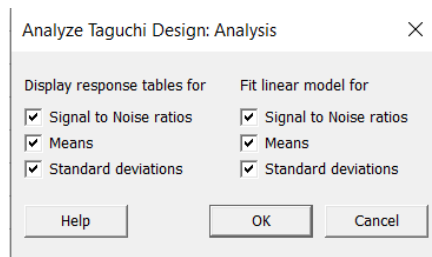 Analyze Taguchi Design: Analysis
Display response tables for
Fit linear model for
Signal to Noise ratios
Signal to Noise ratios
Means
Means
Standard deviations
Standard deviations
Help
OK
Cancel